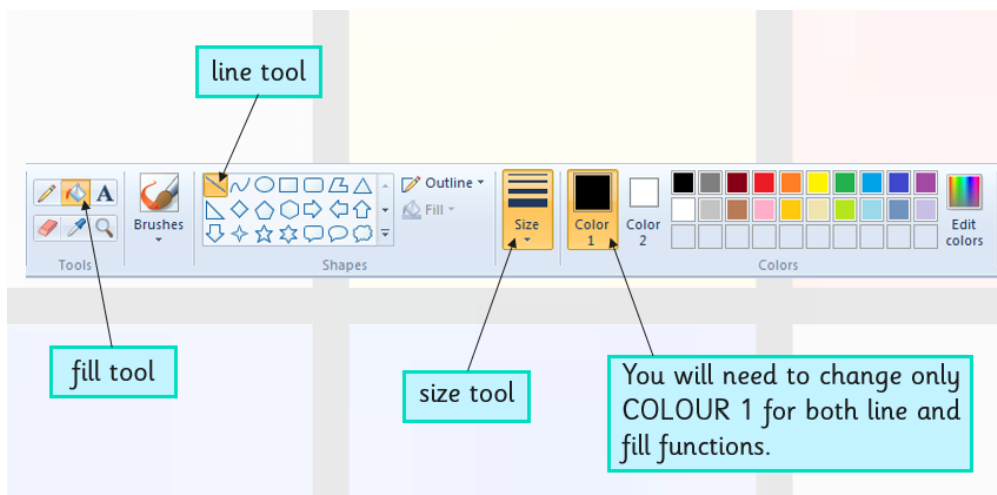 line tool
A
Brushes
Outline
Fill
Size
Color
1
Color
2
Edit
colors
Tools
Shapes
Colors
fill tool
size tool
You will need to change only
COLOUR 1 for both line and
fill functions.